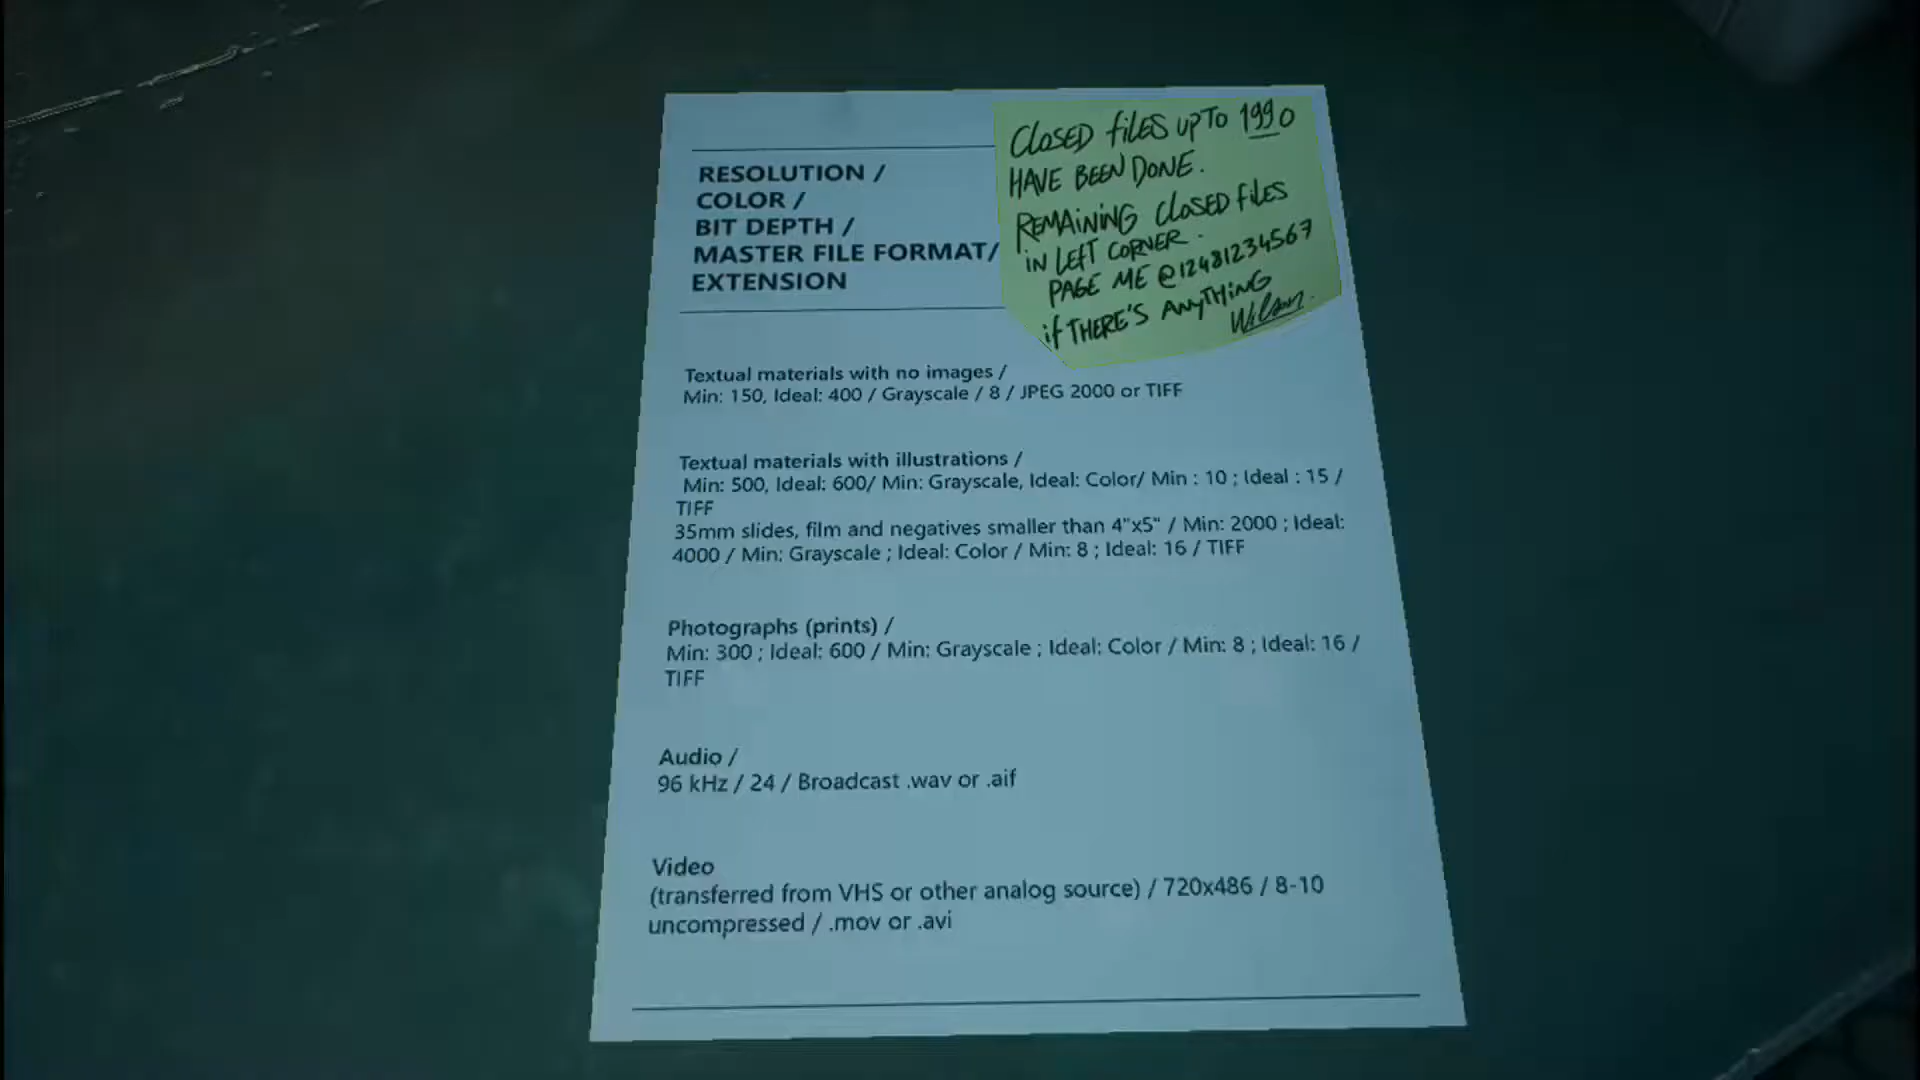 RESOLUTION /
COLOR /
BIT DEPTH /
MASTER FILE FORMAT/
EXTENSION
CLOSED FILES UP TO 1990
HAVE BEEN DONE.
REMAINING CLOSED FILES
IN LEFT CORNER.
PAGE ME @12481234567
if THERE'S ANYTHING
Wilson.
Textual materials with no images /
Min: 150, Ideal: 400 / Grayscale / 8 / JPEG 2000 or TIFF
Textual materials with illustrations /
Min: 500, Ideal: 600/ Min: Grayscale, Ideal: Color/ Min : 10 ; Ideal : 15 /
TIFF
35mm slides, film and negatives smaller than 4"x5" / Min: 2000 ; Ideal:
4000 / Min: Grayscale ; Ideal: Color / Min: 8 ; Ideal: 16 / TIFF
Photographs (prints) /
Min: 300 ; Ideal: 600 / Min: Grayscale ; Ideal: Color / Min: 8 ; Ideal: 16 /
TIFF
Audio /
96 kHz / 24 / Broadcast .wav or .aif
Video
(transferred from VHS or other analog source) / 720x486 / 8-10
uncompressed / .mov or .avi